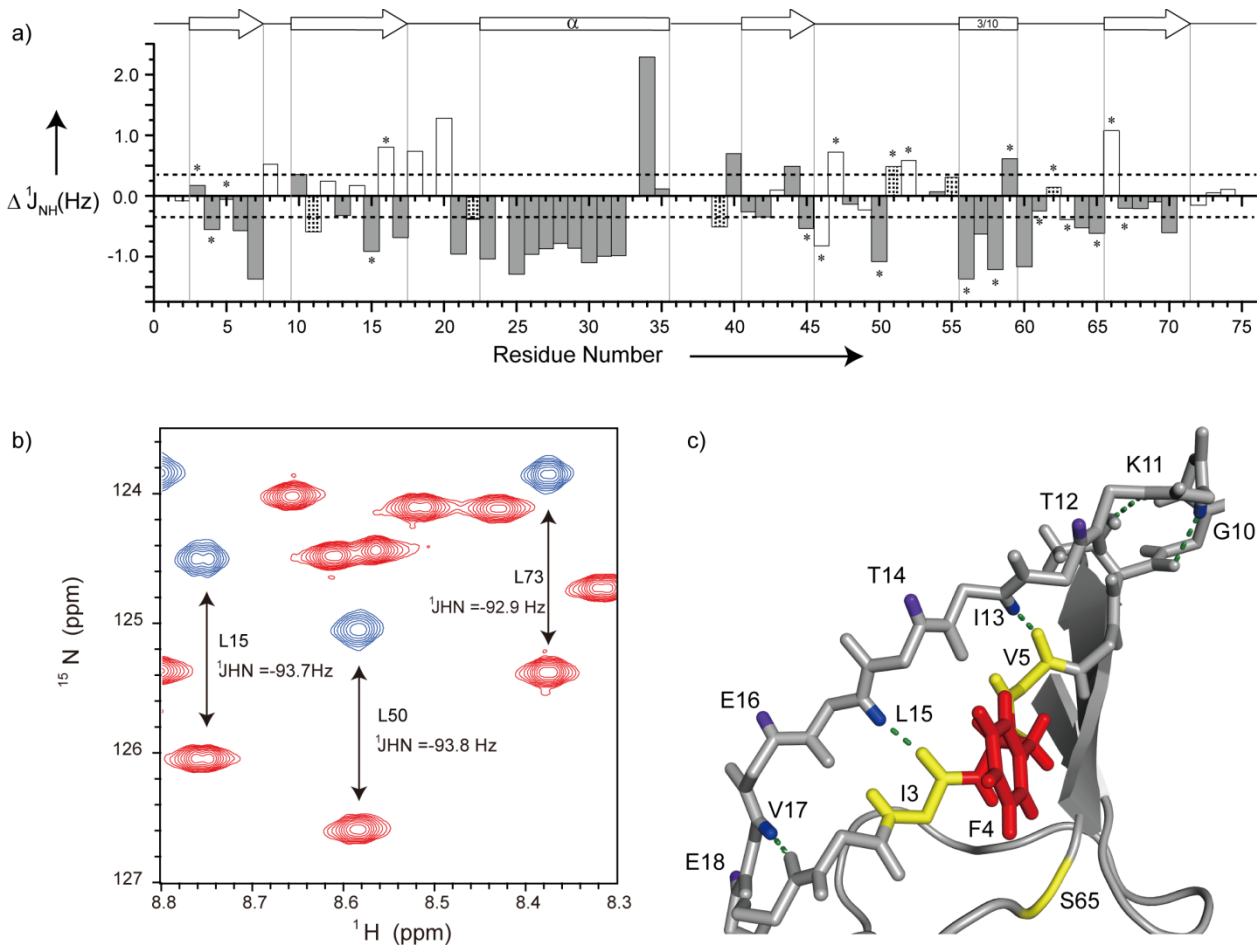 a)
α
3/10
2.0
1.0
0.0
-1.0
Δ ¹J_NH(Hz)
* * * * * * * * * * * * * * * * * *
0 5 10 15 20 25 30 35 40 45 50 55 60 65 70 75
Residue Number
b)
124
125
126
127
¹⁵N (ppm)
L15
¹JHN =-93.7Hz
L50
¹JHN =-93.8 Hz
L73
¹JHN =-92.9 Hz
8.8 8.7 8.6 8.5 8.4 8.3
¹H (ppm)
c)
K11
T12
G10
T14
I13
V5
E16
L15
I3
V17
F4
E18
S65